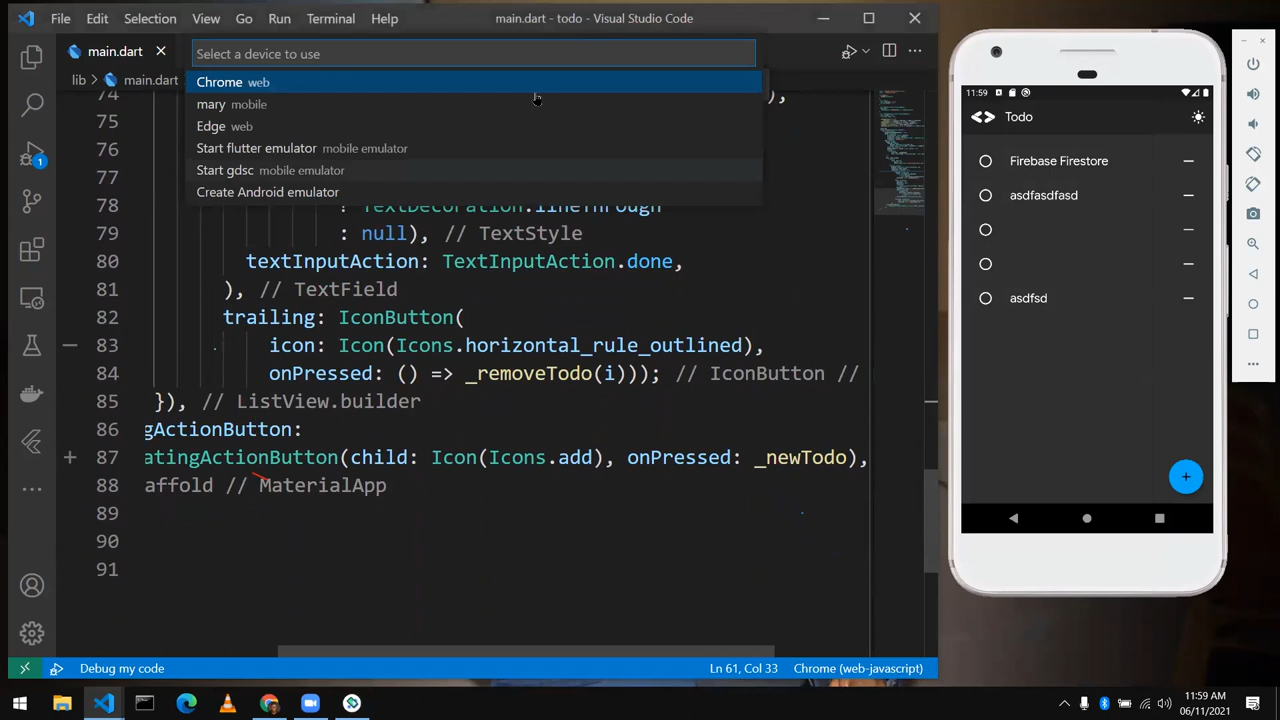 File Edit Selection View Go Run Terminal Help main.dart - todo - Visual Studio Code
main.dart
Select a device to use
lib > main.dart
Chrome web
mary mobile
Edge web
Start flutter emulator mobile emulator
Start gdsc mobile emulator
Create Android emulator
74 ),
75
76
77
78 : TextDecoration.lineThrough
79 : null), // TextStyle
80 textInputAction: TextInputAction.done,
81 ), // TextField
82 trailing: IconButton(
83 icon: Icon(Icons.horizontal_rule_outlined),
84 onPressed: () => _removeTodo(i))); // IconButton //
85 }), // ListView.builder
86 gActionButton:
87 atingActionButton(child: Icon(Icons.add), onPressed: _newTodo),
88 affold // MaterialApp
89
90
91
1
Debug my code Ln 61, Col 33 Chrome (web-javascript)
11:59
Todo
Firebase Firestore
asdfasdfasd
asdfsd
11:59 AM
06/11/2021